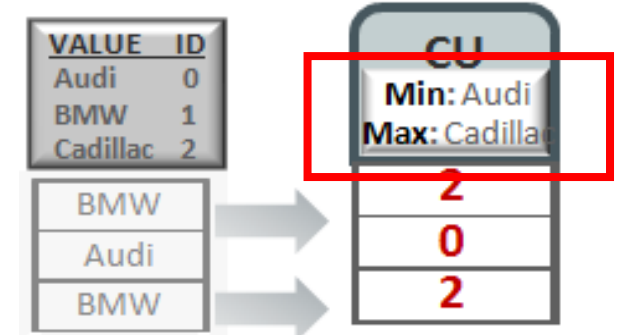 VALUE ID
Audi 0
BMW 1
Cadillac 2
BMW
Audi
BMW
CU
Min: Audi
Max: Cadillac
2
0
2